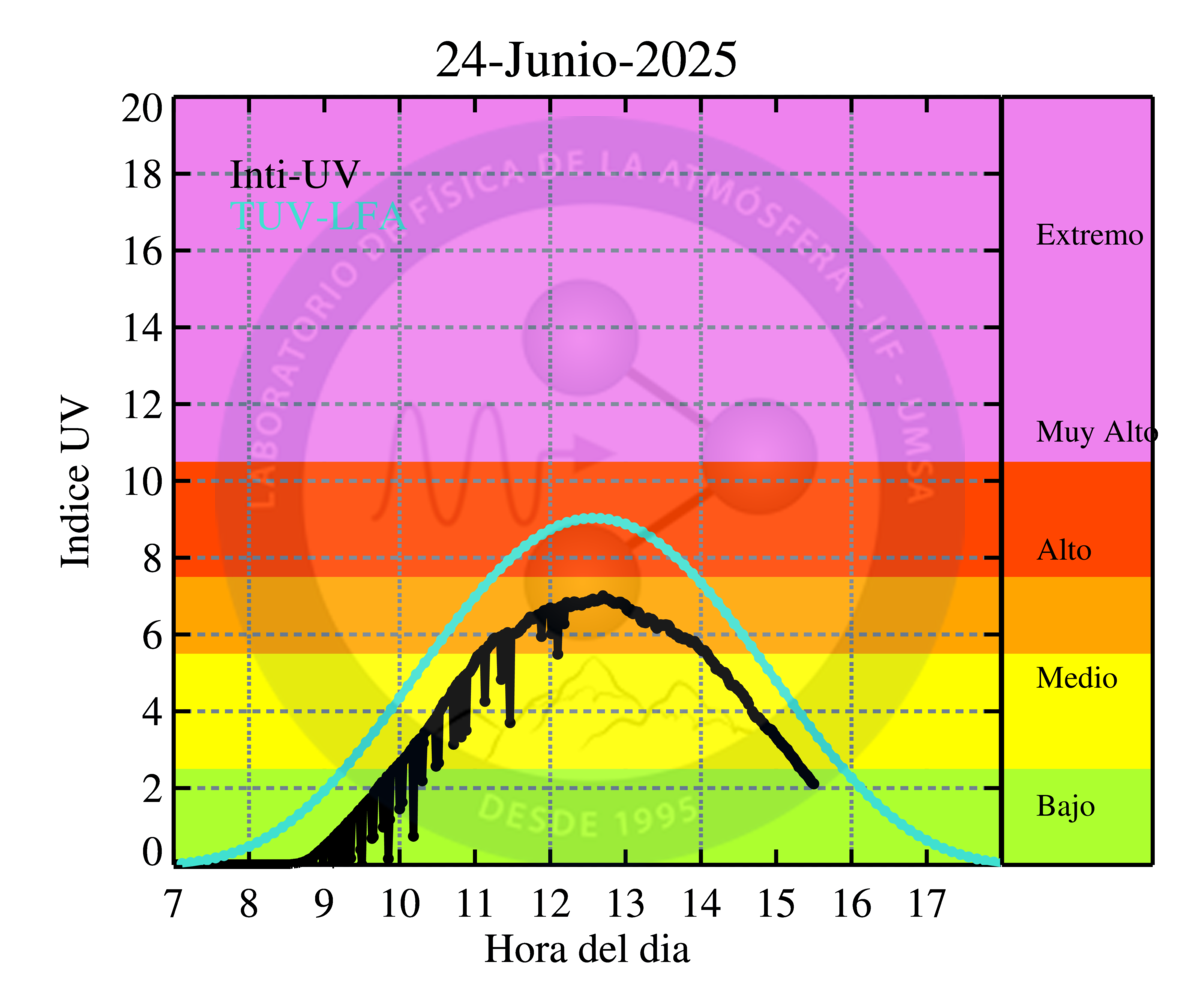 24-Junio-2025
Indice UV
20
18
16
14
12
10
8
6
4
2
0
Inti-UV
TUV-LFA
LABORATORIO DE FÍSICA DE LA ATMÓSFERA - IIF - UMSA
DESDE 1995
Extremo
Muy Alto
Alto
Medio
Bajo
7 8 9 10 11 12 13 14 15 16 17
Hora del dia